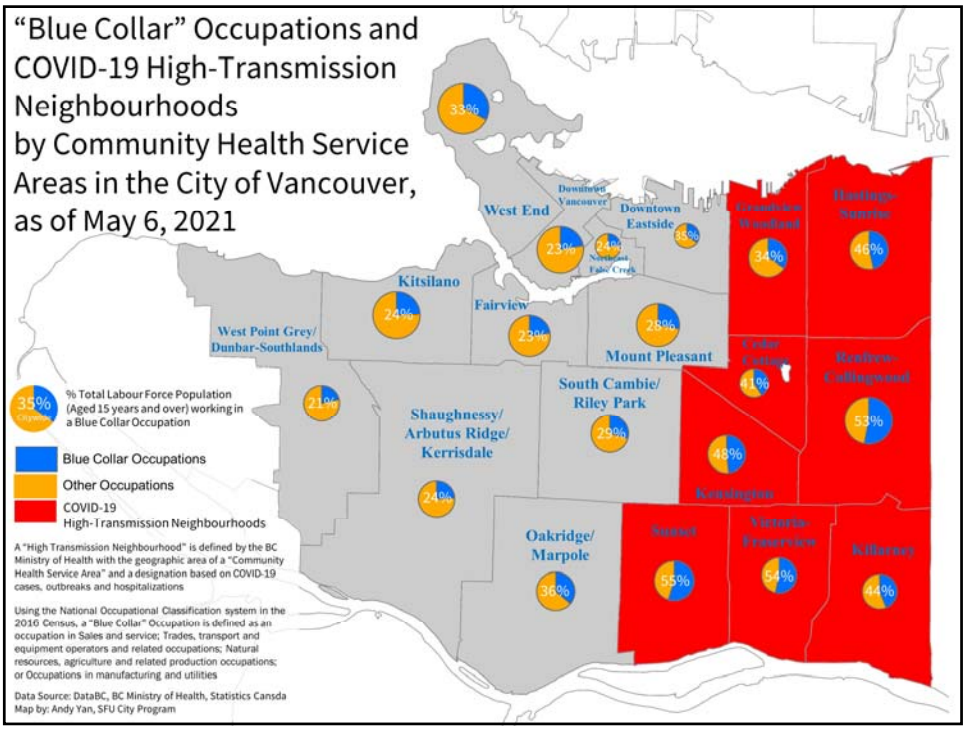 “Blue Collar” Occupations and
COVID-19 High-Transmission
Neighbourhoods
by Community Health Service
Areas in the City of Vancouver,
as of May 6, 2021
33%
Downtown
Vancouver
West End
Downtown
Eastside
Grandview-
Woodland
Hastings-
Sunrise
23%
24%
35%
34%
46%
Northeast
False Creek
Kitsilano
24%
Fairview
23%
28%
Mount Pleasant
West Point Grey/
Dunbar-Southlands
21%
Cedar
Cottage
41%
Renfrew-
Collingwood
53%
South Cambie/
Riley Park
29%
Shaughnessy/
Arbutus Ridge/
Kerrisdale
24%
48%
Kensington
Oakridge/
Marpole
36%
Sunset
55%
Victoria-
Fraserview
54%
Killarney
44%
35%
Citywide
% Total Labour Force Population
(Aged 15 years and over) working in
a Blue Collar Occupation
Blue Collar Occupations
Other Occupations
COVID-19
High-Transmission Neighbourhoods
A “High Transmission Neighbourhood” is defined by the BC
Ministry of Health with the geographic area of a “Community
Health Service Area” and a designation based on COVID-19
cases, outbreaks and hospitalizations
Using the National Occupational Classification system in the
2016 Census, a “Blue Collar” Occupation is defined as an
occupation in Sales and service; Trades, transport and
equipment operators and related occupations; Natural
resources, agriculture and related production occupations;
or Occupations in manufacturing and utilities
Data Source: DataBC, BC Ministry of Health, Statistics Cansda
Map by: Andy Yan, SFU City Program